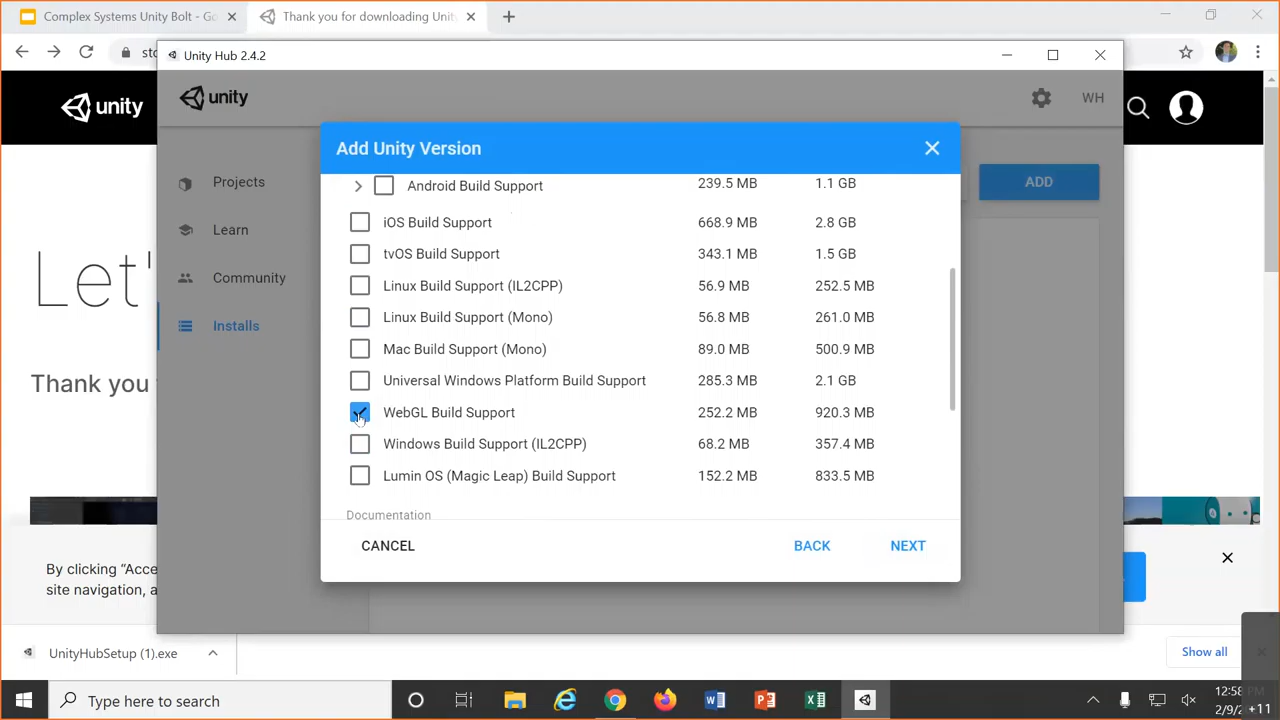 Complex Systems Unity Bolt - Go
Thank you for downloading Unity
Unity Hub 2.4.2
unity
unity
WH
Projects
Learn
Community
Installs
ADD
Add Unity Version
Android Build Support 239.5 MB 1.1 GB
iOS Build Support 668.9 MB 2.8 GB
tvOS Build Support 343.1 MB 1.5 GB
Linux Build Support (IL2CPP) 56.9 MB 252.5 MB
Linux Build Support (Mono) 56.8 MB 261.0 MB
Mac Build Support (Mono) 89.0 MB 500.9 MB
Universal Windows Platform Build Support 285.3 MB 2.1 GB
WebGL Build Support 252.2 MB 920.3 MB
Windows Build Support (IL2CPP) 68.2 MB 357.4 MB
Lumin OS (Magic Leap) Build Support 152.2 MB 833.5 MB
Documentation
CANCEL BACK NEXT
Let'
Thank you
By clicking "Acce
site navigation, a
UnityHubSetup (1).exe
Show all
Type here to search
12:58 PM
2/9/2
+11